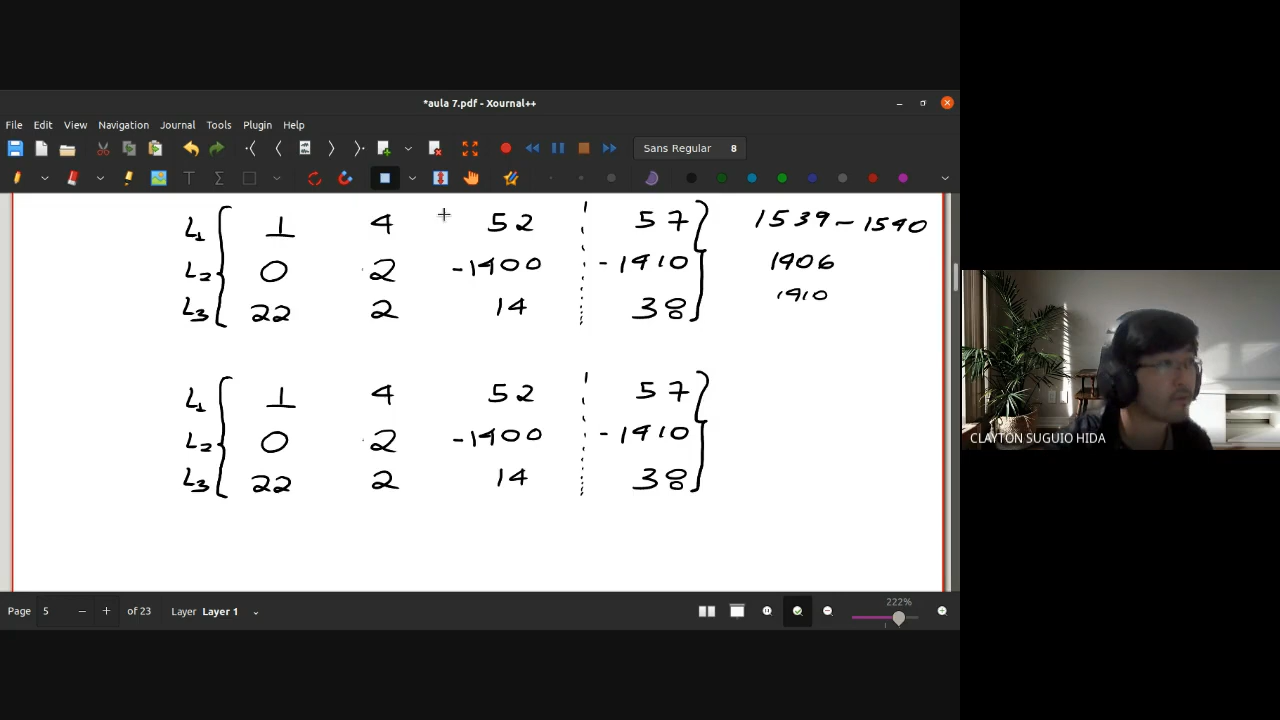 *aula 7.pdf - Xournal++
File Edit View Navigation Journal Tools Plugin Help
Sans Regular 8
L1 1 4 52 57 1539 - 1540
L2 0 2 -1400 -1410 1406
L3 22 2 14 38 1410
L1 1 4 52 57
L2 0 2 -1400 -1410
L3 22 2 14 38
CLAYTON SUGUIO HIDA
Page 5 of 23 Layer Layer 1 222%